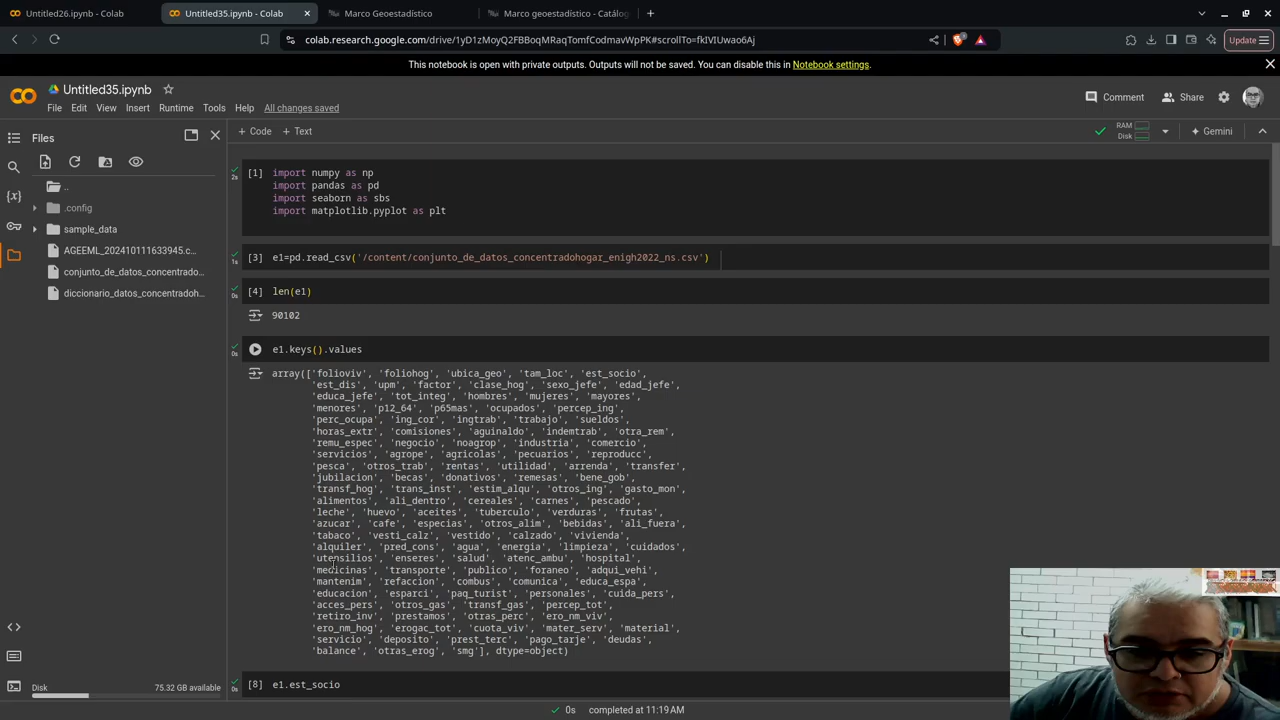 Untitled26.ipynb - Colab
Untitled35.ipynb - Colab
Marco Geoestadístico
Marco geoestadístico - Catálog
colab.research.google.com/drive/1yD1zMoyQ2FBBoqMRaqTomfCodmavWpPK#scrollTo=fkIVIUwao6Aj
Update
This notebook is open with private outputs. Outputs will not be saved. You can disable this in Notebook settings.
Untitled35.ipynb
File Edit View Insert Runtime Tools Help All changes saved
Comment
Share
Files
+ Code + Text
RAM
Disk
Gemini
..
.config
sample_data
AGEEML_202410111633945.c...
conjunto_de_datos_concentrado...
diccionario_datos_concentradoh...
2s
[1] import numpy as np
import pandas as pd
import seaborn as sbs
import matplotlib.pyplot as plt
1s
[3] e1=pd.read_csv('/content/conjunto_de_datos_concentradohogar_enigh2022_ns.csv')
0s
[4] len(e1)
90102
0s
e1.keys().values
array(['folioviv', 'foliohog', 'ubica_geo', 'tam_loc', 'est_socio',
'est_dis', 'upm', 'factor', 'clase_hog', 'sexo_jefe', 'edad_jefe',
'educa_jefe', 'tot_integ', 'hombres', 'mujeres', 'mayores',
'menores', 'p12_64', 'p65mas', 'ocupados', 'percep_ing',
'perc_ocupa', 'ing_cor', 'ingtrab', 'trabajo', 'sueldos',
'horas_extr', 'comisiones', 'aguinaldo', 'indemtrab', 'otra_rem',
'remu_espec', 'negocio', 'noagrop', 'industria', 'comercio',
'servicios', 'agrope', 'agricolas', 'pecuarios', 'reproducc',
'pesca', 'otros_trab', 'rentas', 'utilidad', 'arrenda', 'transfer',
'jubilacion', 'becas', 'donativos', 'remesas', 'bene_gob',
'transf_hog', 'trans_inst', 'estim_alqu', 'otros_ing', 'gasto_mon',
'alimentos', 'ali_dentro', 'cereales', 'carnes', 'pescado',
'leche', 'huevo', 'aceites', 'tuberculo', 'verduras', 'frutas',
'azucar', 'cafe', 'especias', 'otros_alim', 'bebidas', 'ali_fuera',
'tabaco', 'vesti_calz', 'vestido', 'calzado', 'vivienda',
'alquiler', 'pred_cons', 'agua', 'energia', 'limpieza', 'cuidados',
'utensilios', 'enseres', 'salud', 'atenc_ambu', 'hospital',
'medicinas', 'transporte', 'publico', 'foraneo', 'adqui_vehi',
'mantenim', 'refaccion', 'combus', 'comunica', 'educa_espa',
'educacion', 'esparci', 'paq_turist', 'personales', 'cuida_pers',
'acces_pers', 'otros_gas', 'transf_gas', 'percep_tot',
'retiro_inv', 'prestamos', 'otras_perc', 'ero_nm_viv',
'ero_nm_hog', 'erogac_tot', 'cuota_viv', 'mater_serv', 'material',
'servicio', 'deposito', 'prest_terc', 'pago_tarje', 'deudas',
'balance', 'otras_erog', 'smg'], dtype=object)
0s
[8] e1.est_socio
Disk
75.32 GB available
0s completed at 11:19 AM